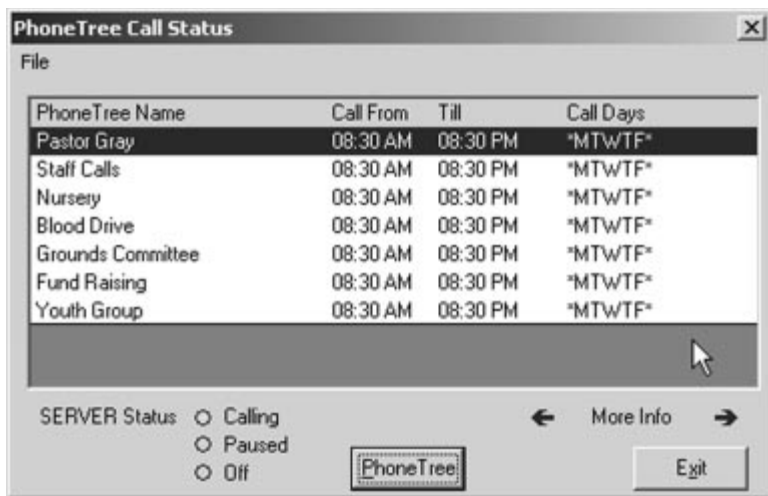 PhoneTree Call Status
File
PhoneTree Name Call From Till Call Days
Pastor Gray 08:30 AM 08:30 PM *MTWTF*
Staff Calls 08:30 AM 08:30 PM *MTWTF*
Nursery 08:30 AM 08:30 PM *MTWTF*
Blood Drive 08:30 AM 08:30 PM *MTWTF*
Grounds Committee 08:30 AM 08:30 PM *MTWTF*
Fund Raising 08:30 AM 08:30 PM *MTWTF*
Youth Group 08:30 AM 08:30 PM *MTWTF*
SERVER Status Calling More Info
Paused
Off PhoneTree Exit